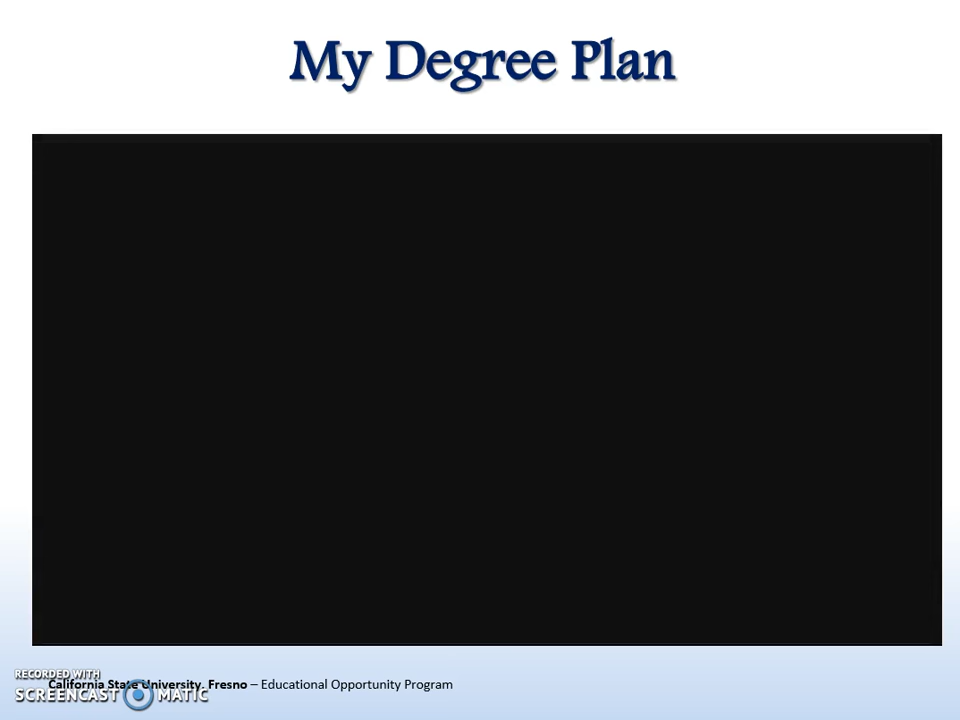 My Degree Plan
RECORDED WITH
California State University, Fresno – Educational Opportunity Program
SCREENCAST MATIC